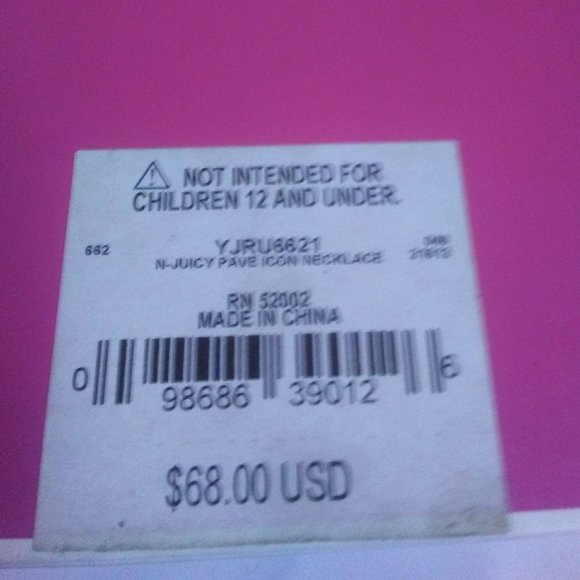 NOT INTENDED FOR
CHILDREN 12 AND UNDER.
662
YJRU6621
N-JUICY PAVE ICON NECKLACE
RN 52002
MADE IN CHINA
0 98686 39012 6
$68.00 USD